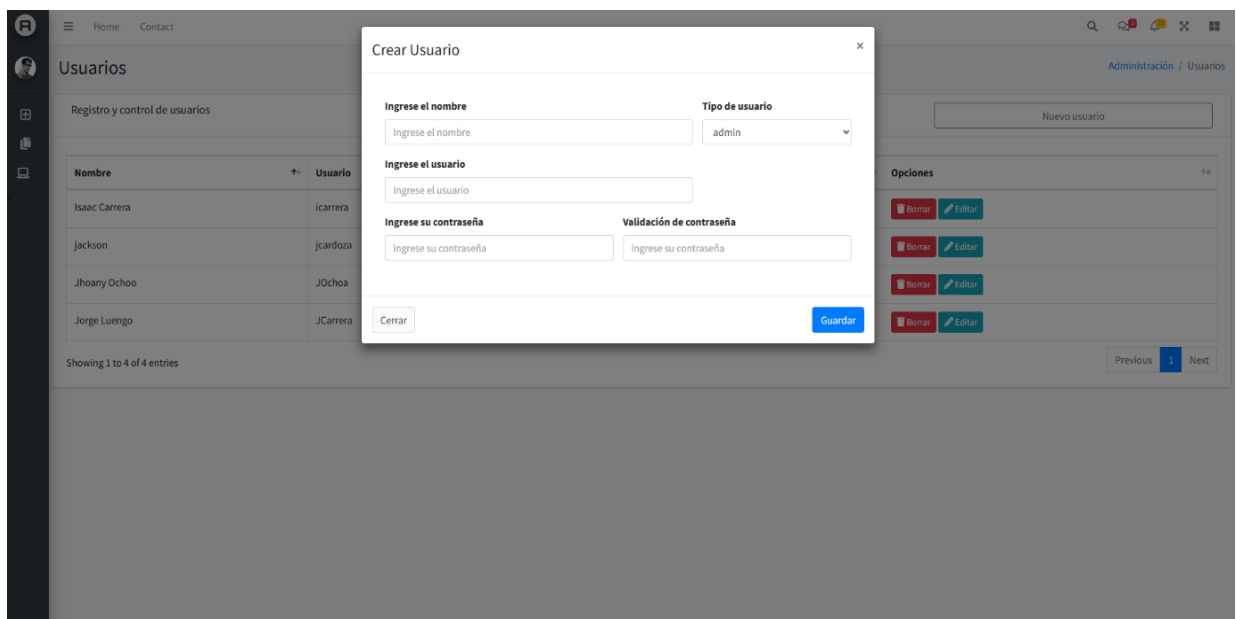 Home Contact
Usuarios
Administración / Usuarios
Registro y control de usuarios
Nuevo usuario
Nombre Usuario Opciones
Isaac Carrera icarrera Borrar Editar
jackson jcardoza Borrar Editar
Jhoany Ochoo JOchoa Borrar Editar
Jorge Luengo JCarrera Borrar Editar
Showing 1 to 4 of 4 entries
Previous 1 Next
Crear Usuario ×
Ingrese el nombre Tipo de usuario
Ingrese el nombre admin
Ingrese el usuario
Ingrese el usuario
Ingrese su contraseña Validación de contraseña
ingrese su contraseña ingrese su contraseña
Cerrar Guardar